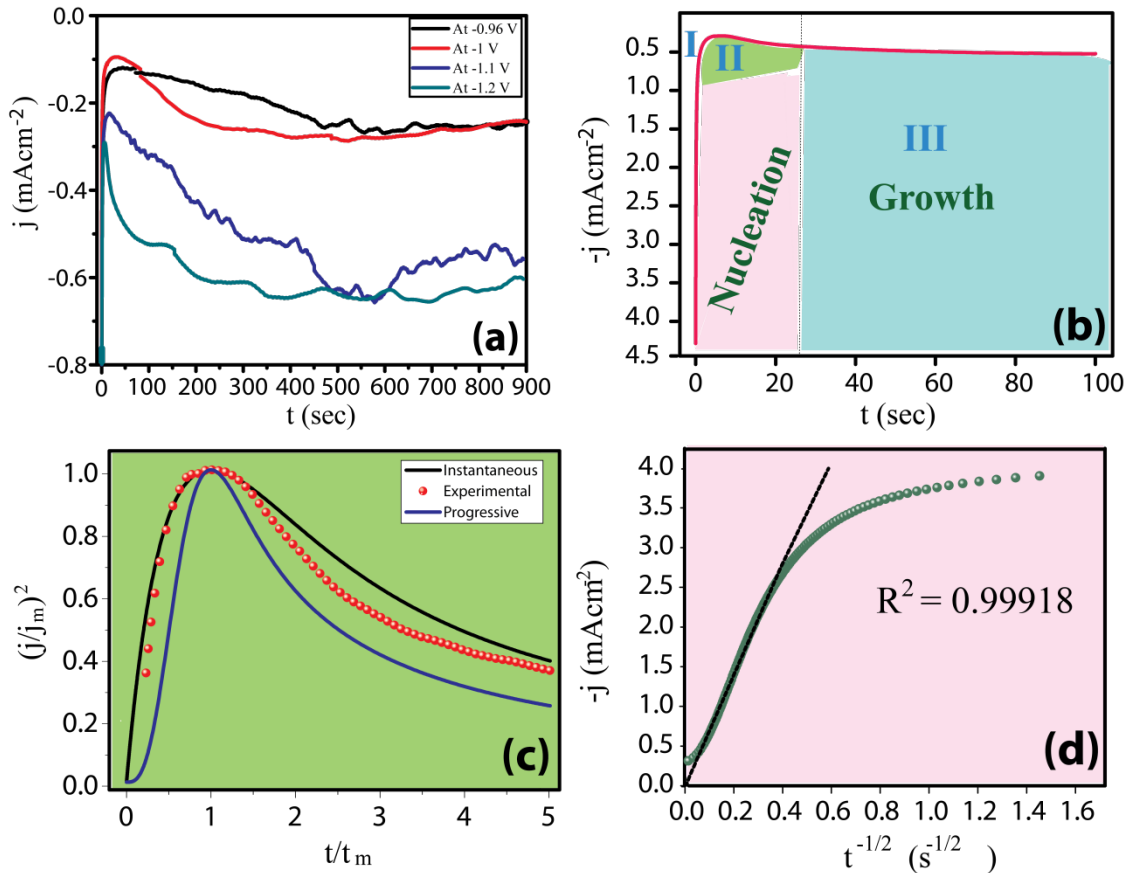 At -0.96 V
At -1 V
At -1.1 V
At -1.2 V
0.0
-0.2
-0.4
-0.6
-0.8
j (mAcm⁻²)
(a)
0 100 200 300 400 500 600 700 800 900
t (sec)
I
II
III
Nucleation
Growth
0.5
1.0
1.5
2.0
2.5
3.0
3.5
4.0
4.5
-j (mAcm⁻²)
(b)
0 20 40 60 80 100
t (sec)
Instantaneous
Experimental
Progressive
1.0
0.8
0.6
0.4
0.2
0.0
(j/jₘ)²
(c)
0 1 2 3 4 5
t/tₘ
4.0
3.5
3.0
2.5
2.0
1.5
1.0
0.5
0.0
-j (mAcm⁻²)
R² = 0.99918
(d)
0.0 0.2 0.4 0.6 0.8 1.0 1.2 1.4 1.6
t⁻¹/² (s⁻¹/² )